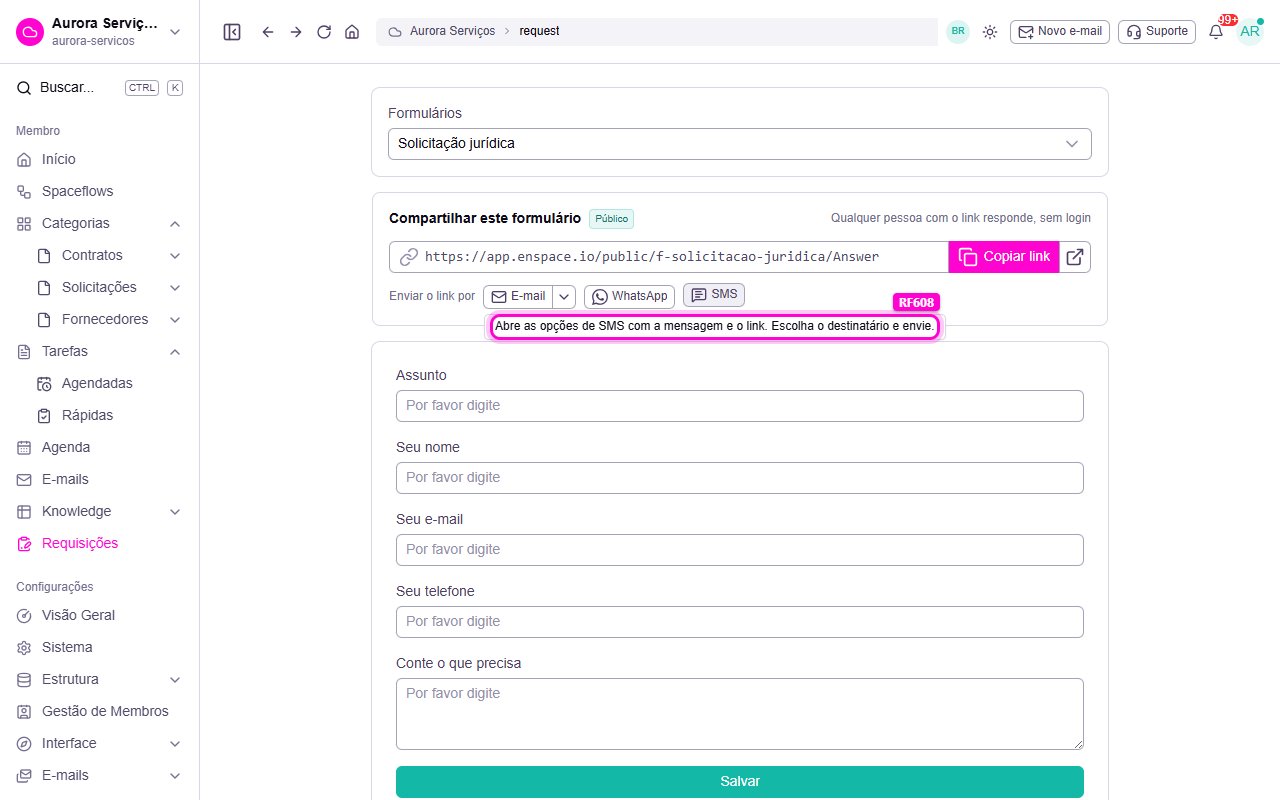 Aurora Serviç...
aurora-servicos
Buscar...
CTRL
K
Membro
Início
Spaceflows
Categorias
Contratos
Solicitações
Fornecedores
Tarefas
Agendadas
Rápidas
Agenda
E-mails
Knowledge
Requisições
Configurações
Visão Geral
Sistema
Estrutura
Gestão de Membros
Interface
E-mails
Aurora Serviços
request
BR
Novo e-mail
Suporte
99+
AR
Formulários
Solicitação jurídica
Compartilhar este formulário
Público
Qualquer pessoa com o link responde, sem login
https://app.enspace.io/public/f-solicitacao-juridica/Answer
Copiar link
Enviar o link por
E-mail
WhatsApp
SMS
RF608
Abre as opções de SMS com a mensagem e o link. Escolha o destinatário e envie.
Assunto
Por favor digite
Seu nome
Por favor digite
Seu e-mail
Por favor digite
Seu telefone
Por favor digite
Conte o que precisa
Por favor digite
Salvar